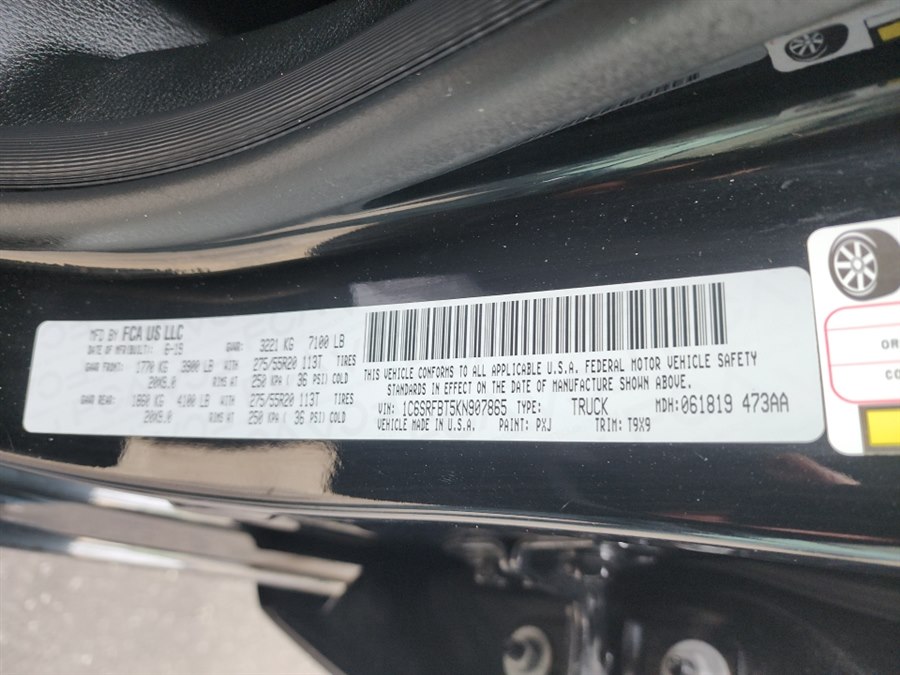 MFD BY FCA US LLC
DATE OF MFR/BUILT: 6-19 GVWR: 3221 KG 7100 LB
GAWR FRONT: 1770 KG 3900 LB WITH 275/55R20 113T TIRES
20X9.0 RIMS AT 250 KPA ( 36 PSI) COLD
GAWR REAR: 1860 KG 4100 LB WITH 275/55R20 113T TIRES
20X9.0 RIMS AT 250 KPA ( 36 PSI) COLD
THIS VEHICLE CONFORMS TO ALL APPLICABLE U.S.A. FEDERAL MOTOR VEHICLE SAFETY
STANDARDS IN EFFECT ON THE DATE OF MANUFACTURE SHOWN ABOVE.
VIN: 1C6SRFBT5KN907865 TYPE: TRUCK MDH:061819 473AA
VEHICLE MADE IN U.S.A. PAINT: PXJ TRIM: T9X9